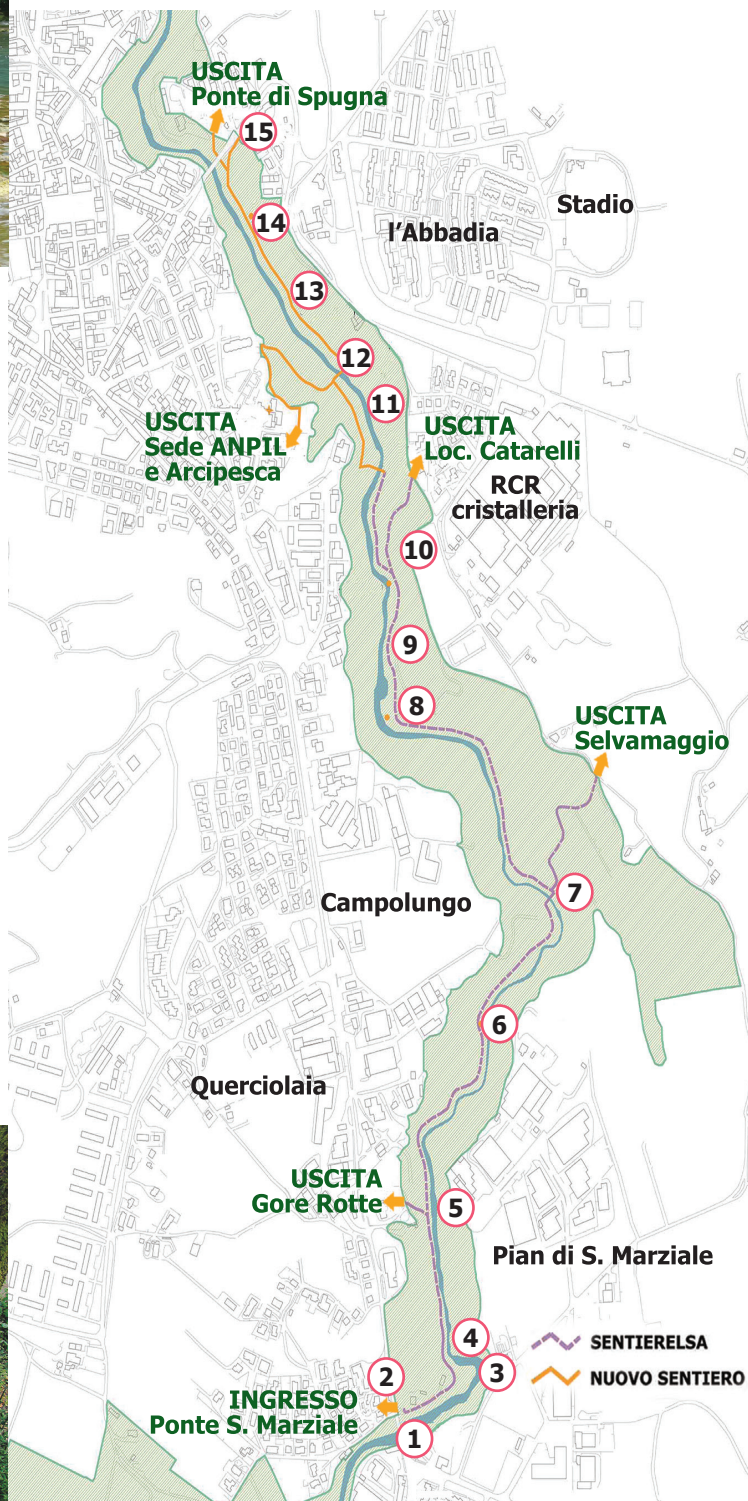 USCITA
Ponte di Spugna
15
Stadio
14
l'Abbadia
13
12
11
USCITA
Sede ANPIL
e Arcipesca
USCITA
Loc. Catarelli
RCR
cristalleria
10
9
8
USCITA
Selvamaggio
7
Campolungo
6
Querciolaia
USCITA
Gore Rotte
5
Pian di S. Marziale
4
3
SENTIERELSA
NUOVO SENTIERO
2
INGRESSO
Ponte S. Marziale
1